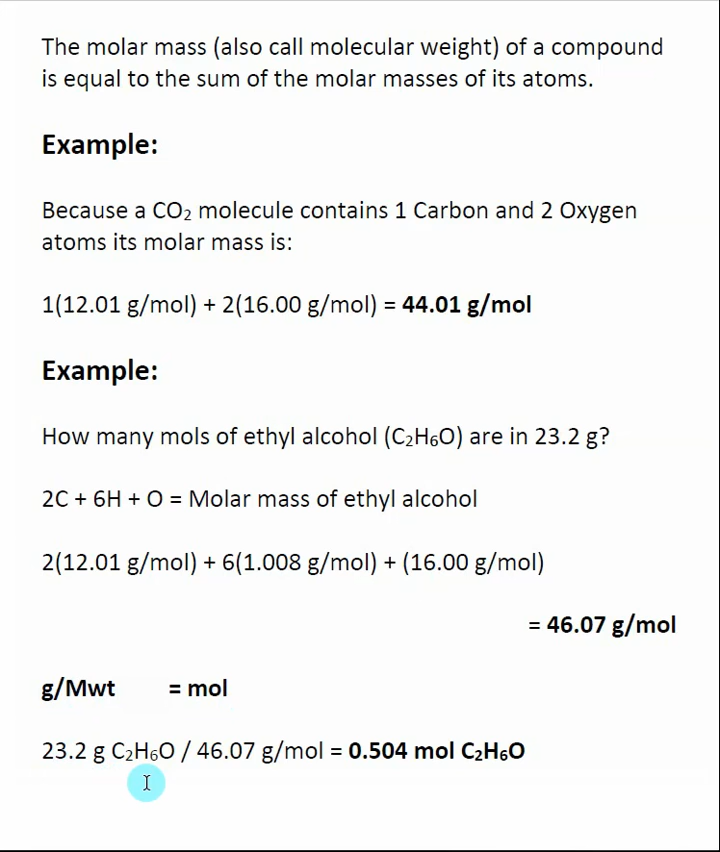 The molar mass (also call molecular weight) of a compound
is equal to the sum of the molar masses of its atoms.
Example:
Because a CO₂ molecule contains 1 Carbon and 2 Oxygen
atoms its molar mass is:
1(12.01 g/mol) + 2(16.00 g/mol) = 44.01 g/mol
Example:
How many mols of ethyl alcohol (C₂H₆O) are in 23.2 g?
2C + 6H + O = Molar mass of ethyl alcohol
2(12.01 g/mol) + 6(1.008 g/mol) + (16.00 g/mol)
= 46.07 g/mol
g/Mwt = mol
23.2 g C₂H₆O / 46.07 g/mol = 0.504 mol C₂H₆O